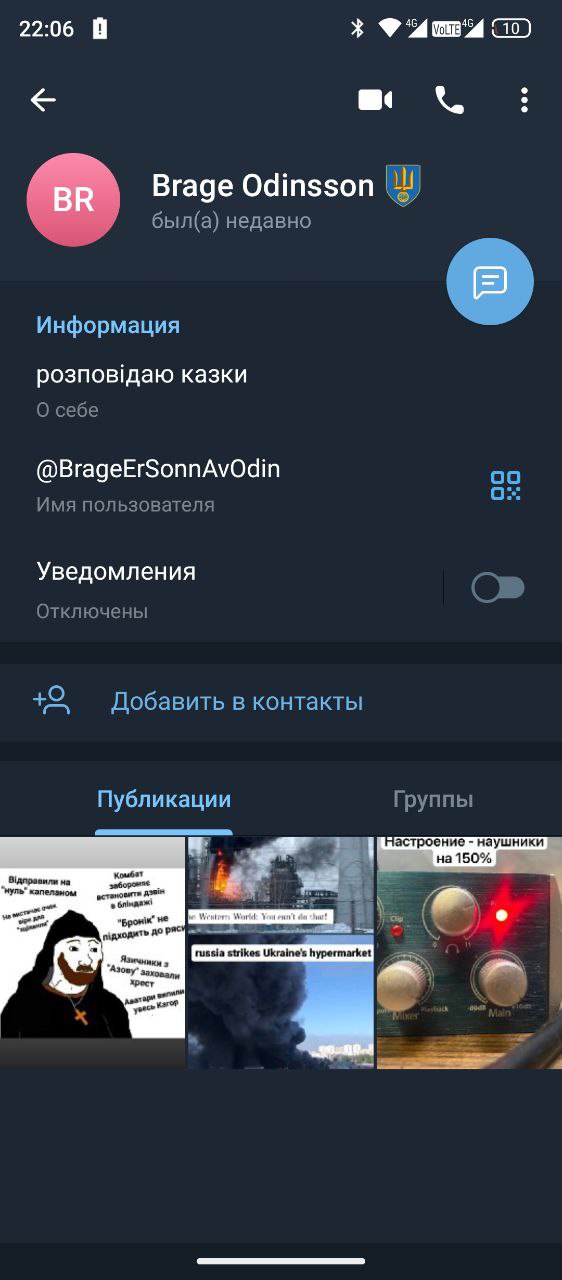 22:06
4G
VoLTE
4G
10
BR
Brage Odinsson
был(а) недавно
Информация
розповідаю казки
О себе
@BrageErSonnAvOdin
Имя пользователя
Уведомления
Отключены
Добавить в контакты
Публикации
Группы
Відправили на
"нуль" капеланом
Не вистачає очок
віри для
Комбат
забороняє
встановити дзвін
в бліндажі
"Бронік" не
підходить до ряси
Язичники з
"Азову" заховали
хрест
Аватари випили
увесь Кагор
e Western World: You can't do that!
russia strikes Ukraine's hypermarket
Настроение - наушники
на 150%
Clip
0
Mixer
Playback
-80dB
Main
+10dB